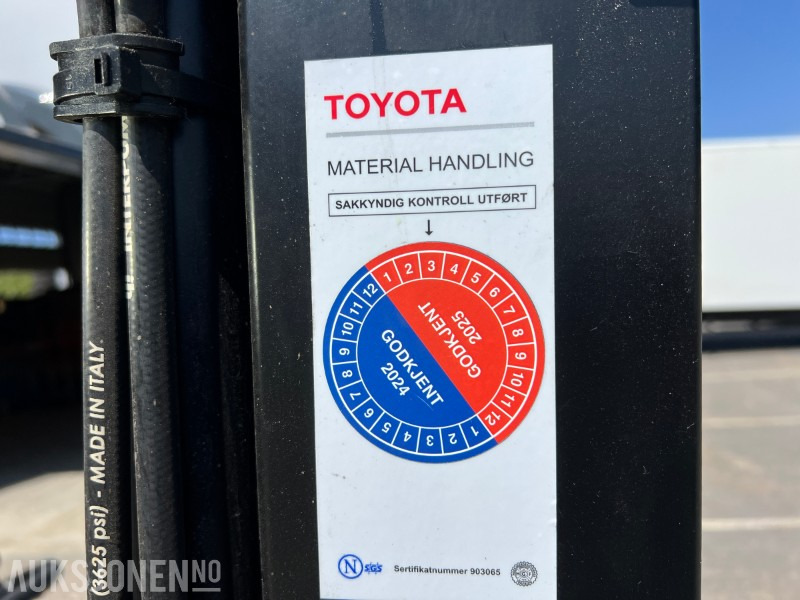 TOYOTA
MATERIAL HANDLING
SAKKYNDIG KONTROLL UTFØRT
↓
1 2 3 4 5 6 7 8 9 10 11 12
GODKJENT
2025
1 2 3 4 5 6 7 8 9 10 11 12
GODKJENT
2024
N SGS
Sertifikatnummer 903065
(3625 psi) - MADE IN ITALY.
AUKSJONENNO